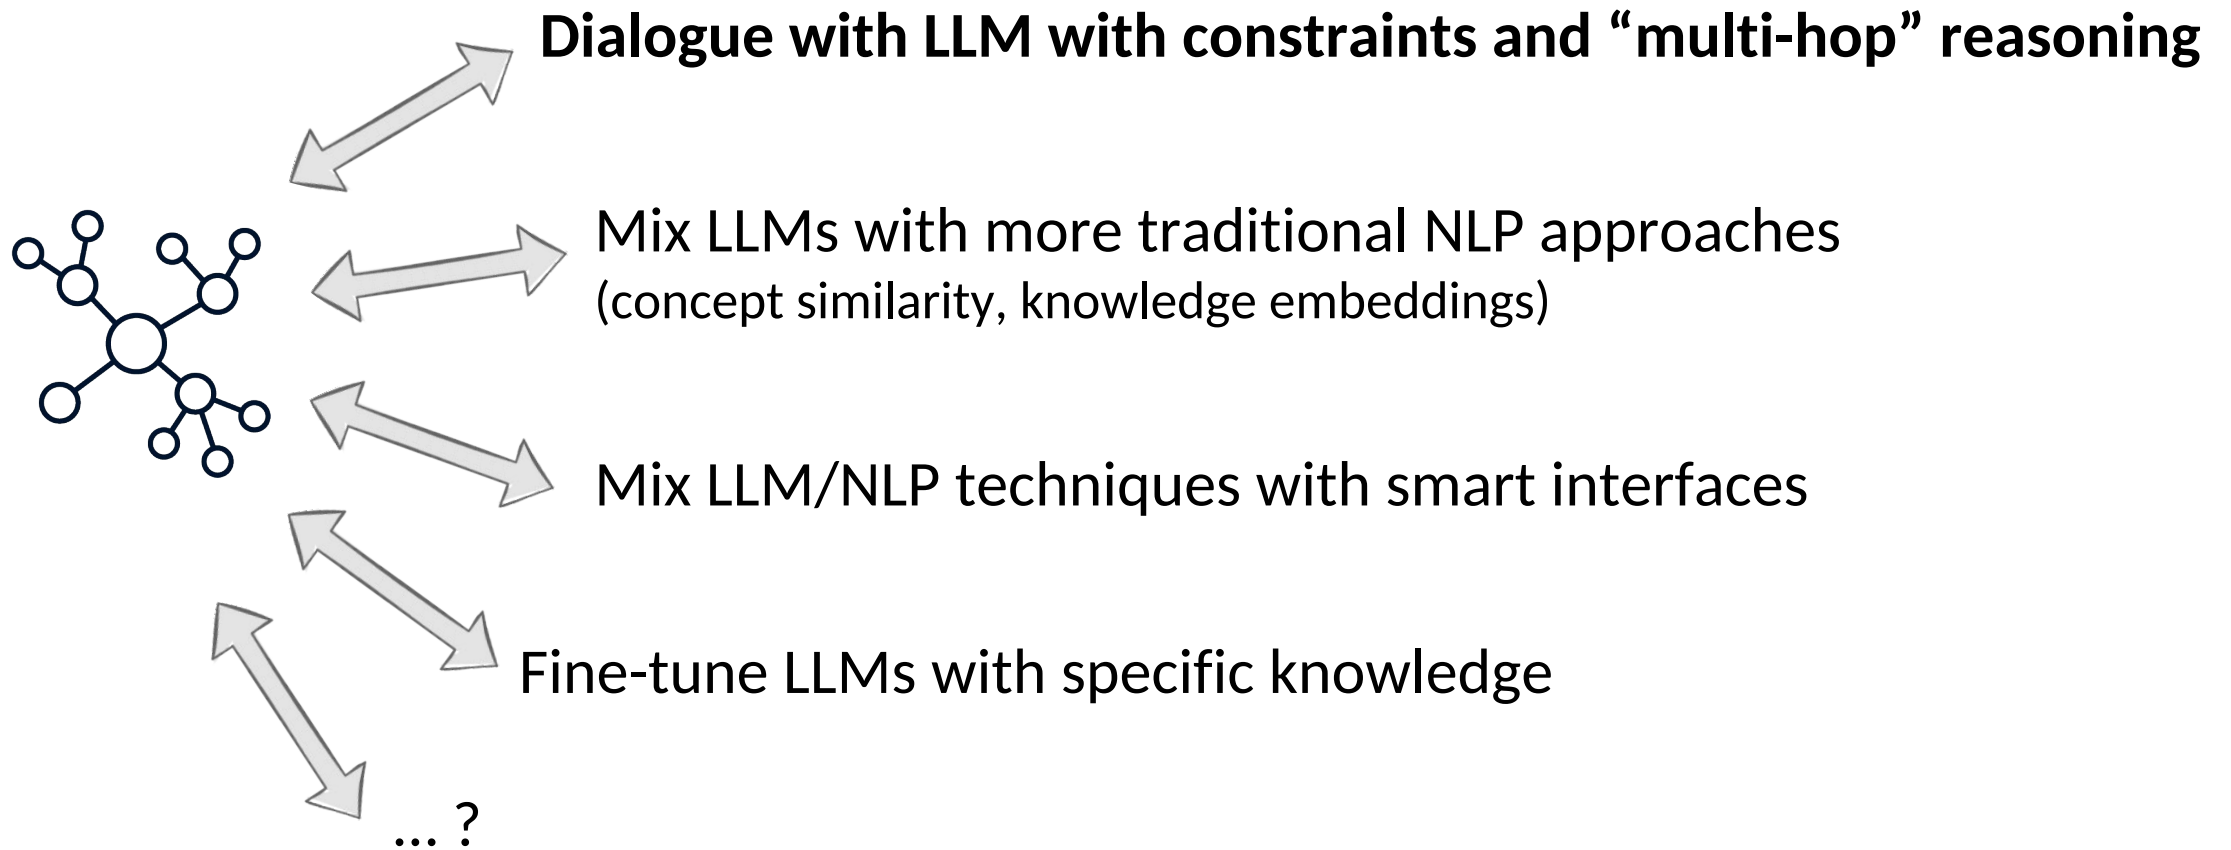 Dialogue with LLM with constraints and “multi-hop” reasoning
Mix LLMs with more traditional NLP approaches
(concept similarity, knowledge embeddings)
Mix LLM/NLP techniques with smart interfaces
Fine-tune LLMs with specific knowledge
... ?